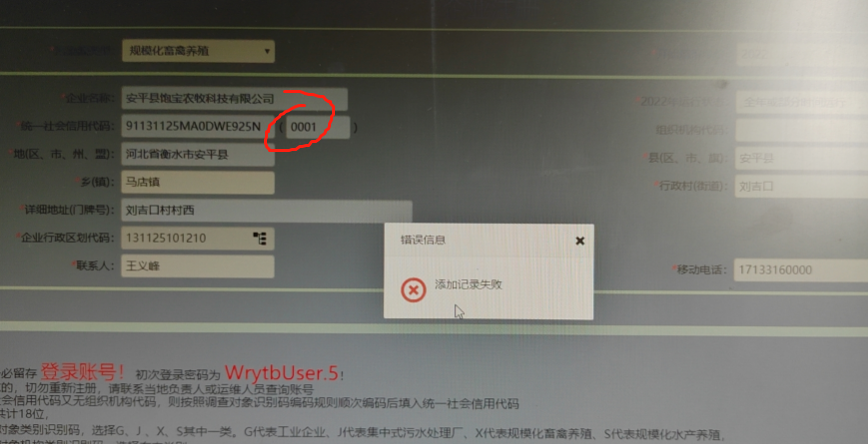 规模化畜禽养殖
企业名称： 安平县饱宝农牧科技有限公司
*统一社会信用代码： 91131125MA0DWE925N ( 0001 )
组织机构代码：
*地(区、市、州、盟)： 河北省衡水市安平县
*县(区、市、旗)： 安平县
*乡(镇)： 马店镇
*行政村(街道)： 刘吉口
*详细地址(门牌号)： 刘吉口村村西
*企业行政区划代码： 131125101210
错误信息
*联系人： 王义峰
*移动电话： 17133160000
添加记录失败
必留存 登录账号！ 初次登录密码为 WrytbUser.5！
的，切勿重新注册，请联系当地负责人或运维人员查询账号
会信用代码又无组织机构代码，则按照调查对象识别码编码规则顺次编码后填入统一社会信用代码
共计18位，
对象类别识别码，选择G、J、X、S其中一类。G代表工业企业、J代表集中式污水处理厂、X代表规模化畜禽养殖、S代表规模化水产养殖，